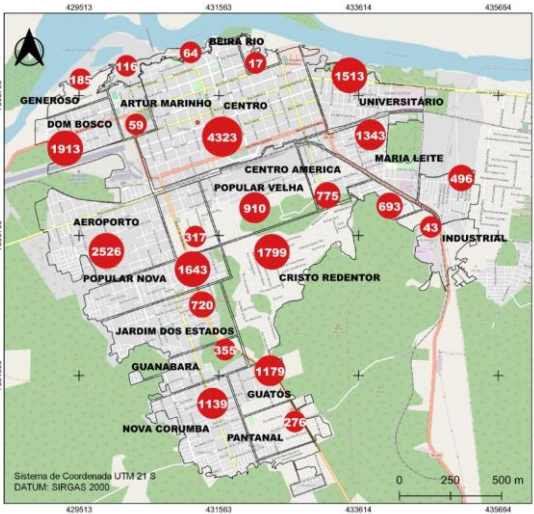 429513 431563 433614 435664
BEIRA RIO
64
17
116
1513
185
GENEROSO
ARTUR MARINHO
CENTRO
UNIVERSITÁRIO
DOM BOSCO
59
4323
1343
1913
MARIA LEITE
CENTRO AMERICA
496
POPULAR VELHA
775
910
693
AEROPORTO
43
317
INDUSTRIAL
2526
1799
1643
POPULAR NOVA
CRISTO REDENTOR
720
JARDIM DOS ESTADOS
355
GUANABARA
1179
GUATÓS
1139
276
NOVA CORUMBA
PANTANAL
Sistema de Coordenada UTM 21 S
DATUM: SIRGAS 2000
0 250 500 m
429513 431563 433614 435664